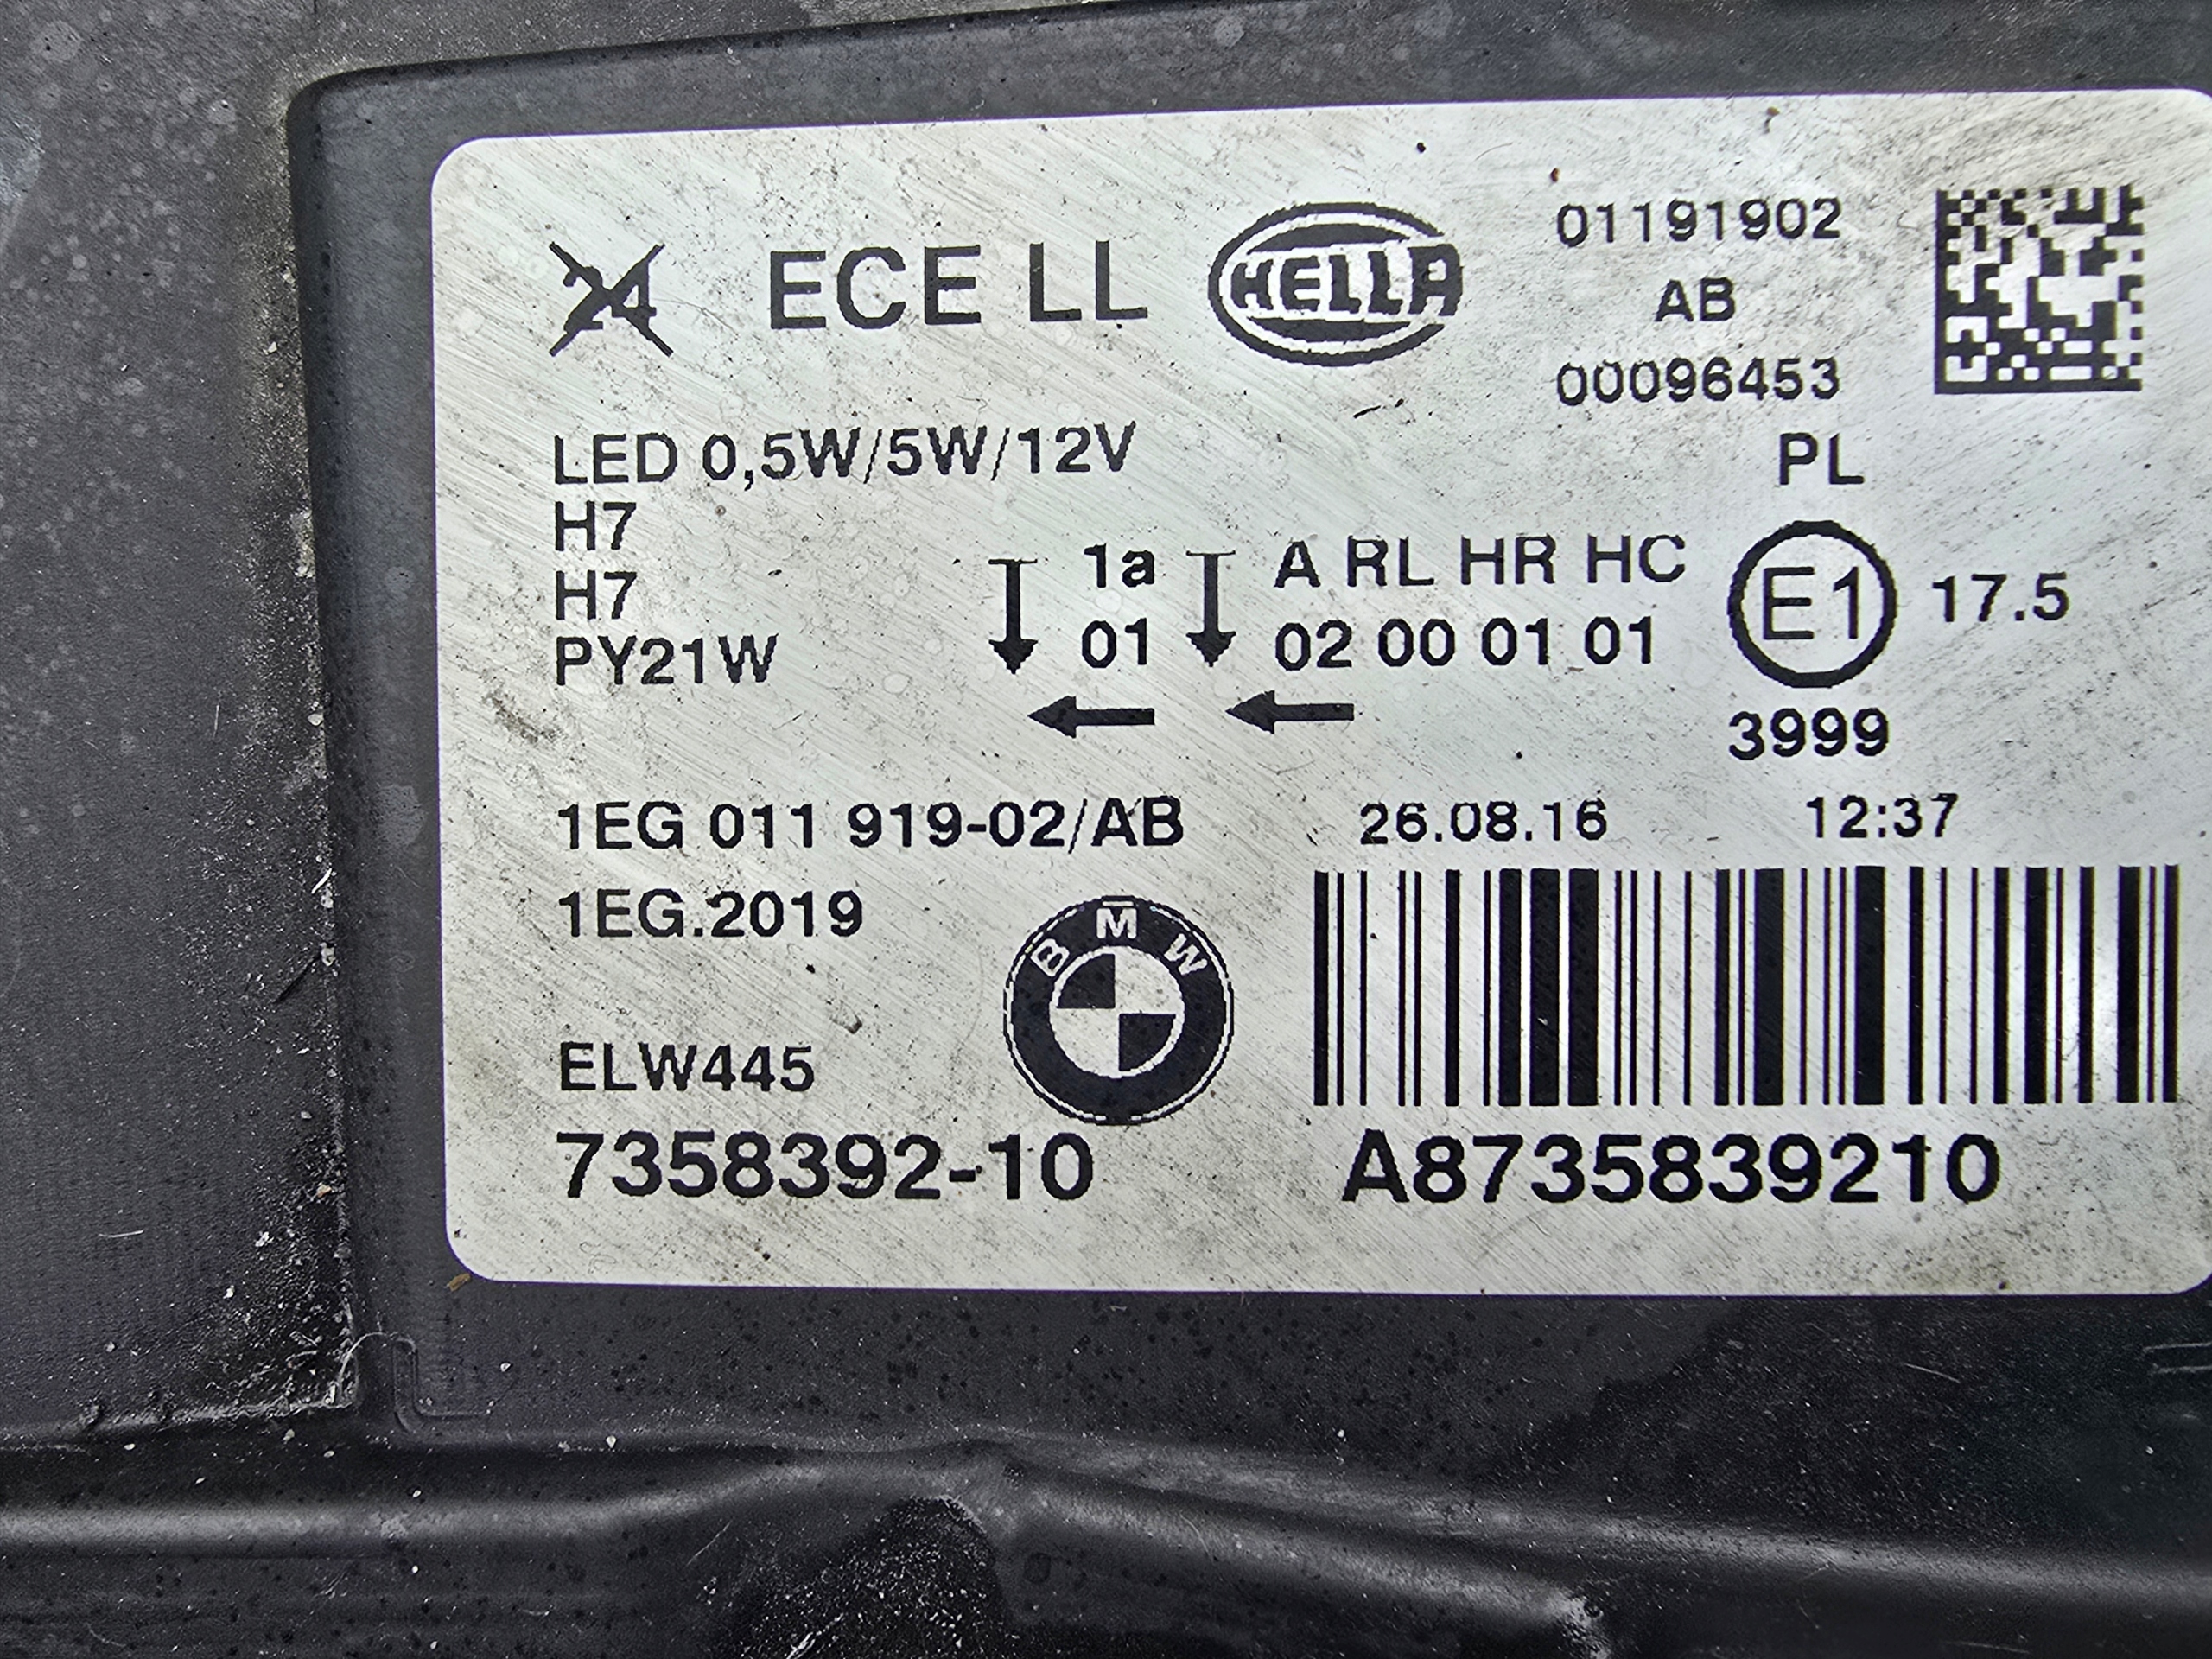 24 ECE LL HELLA
01191902
AB
00096453
LED 0,5W/5W/12V
PL
H7
H7
PY21W
1a A RL HR HC
01 02 00 01 01
E1 17.5
3999
1EG 011 919-02/AB
26.08.16 12:37
1EG.2019
BMW
ELW445
7358392-10
A8735839210